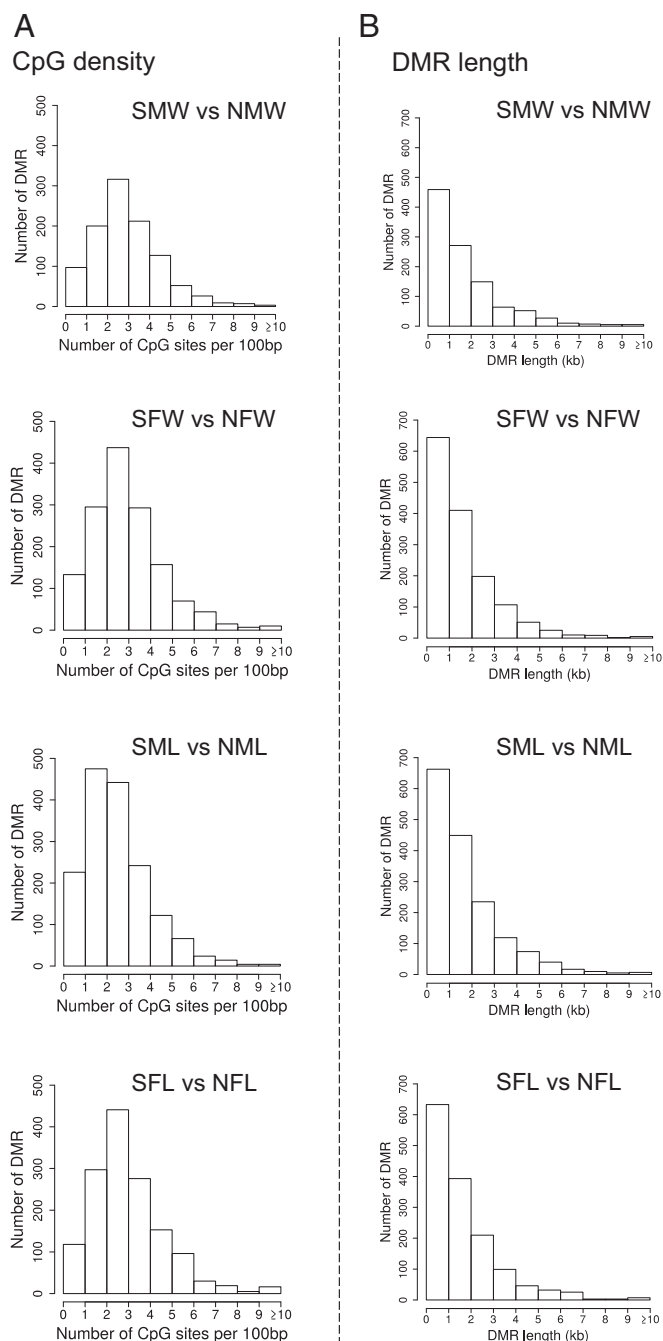 A
CpG density
SMW vs NMW
Number of DMR
0 100 200 300 400 500
0 1 2 3 4 5 6 7 8 9 ≥10
Number of CpG sites per 100bp
SFW vs NFW
Number of DMR
0 100 200 300 400 500
0 1 2 3 4 5 6 7 8 9 ≥10
Number of CpG sites per 100bp
SML vs NML
Number of DMR
0 100 200 300 400 500
0 1 2 3 4 5 6 7 8 9 ≥10
Number of CpG sites per 100bp
SFL vs NFL
Number of DMR
0 100 200 300 400 500
0 1 2 3 4 5 6 7 8 9 ≥10
Number of CpG sites per 100bp
B
DMR length
SMW vs NMW
Number of DMR
0 100 200 300 400 500 600 700
0 1 2 3 4 5 6 7 8 9 ≥10
DMR length (kb)
SFW vs NFW
Number of DMR
0 100 200 300 400 500 600 700
0 1 2 3 4 5 6 7 8 9 ≥10
DMR length (kb)
SML vs NML
Number of DMR
0 100 200 300 400 500 600 700
0 1 2 3 4 5 6 7 8 9 ≥10
DMR length (kb)
SFL vs NFL
Number of DMR
0 100 200 300 400 500 600 700
0 1 2 3 4 5 6 7 8 9 ≥10
DMR length (kb)